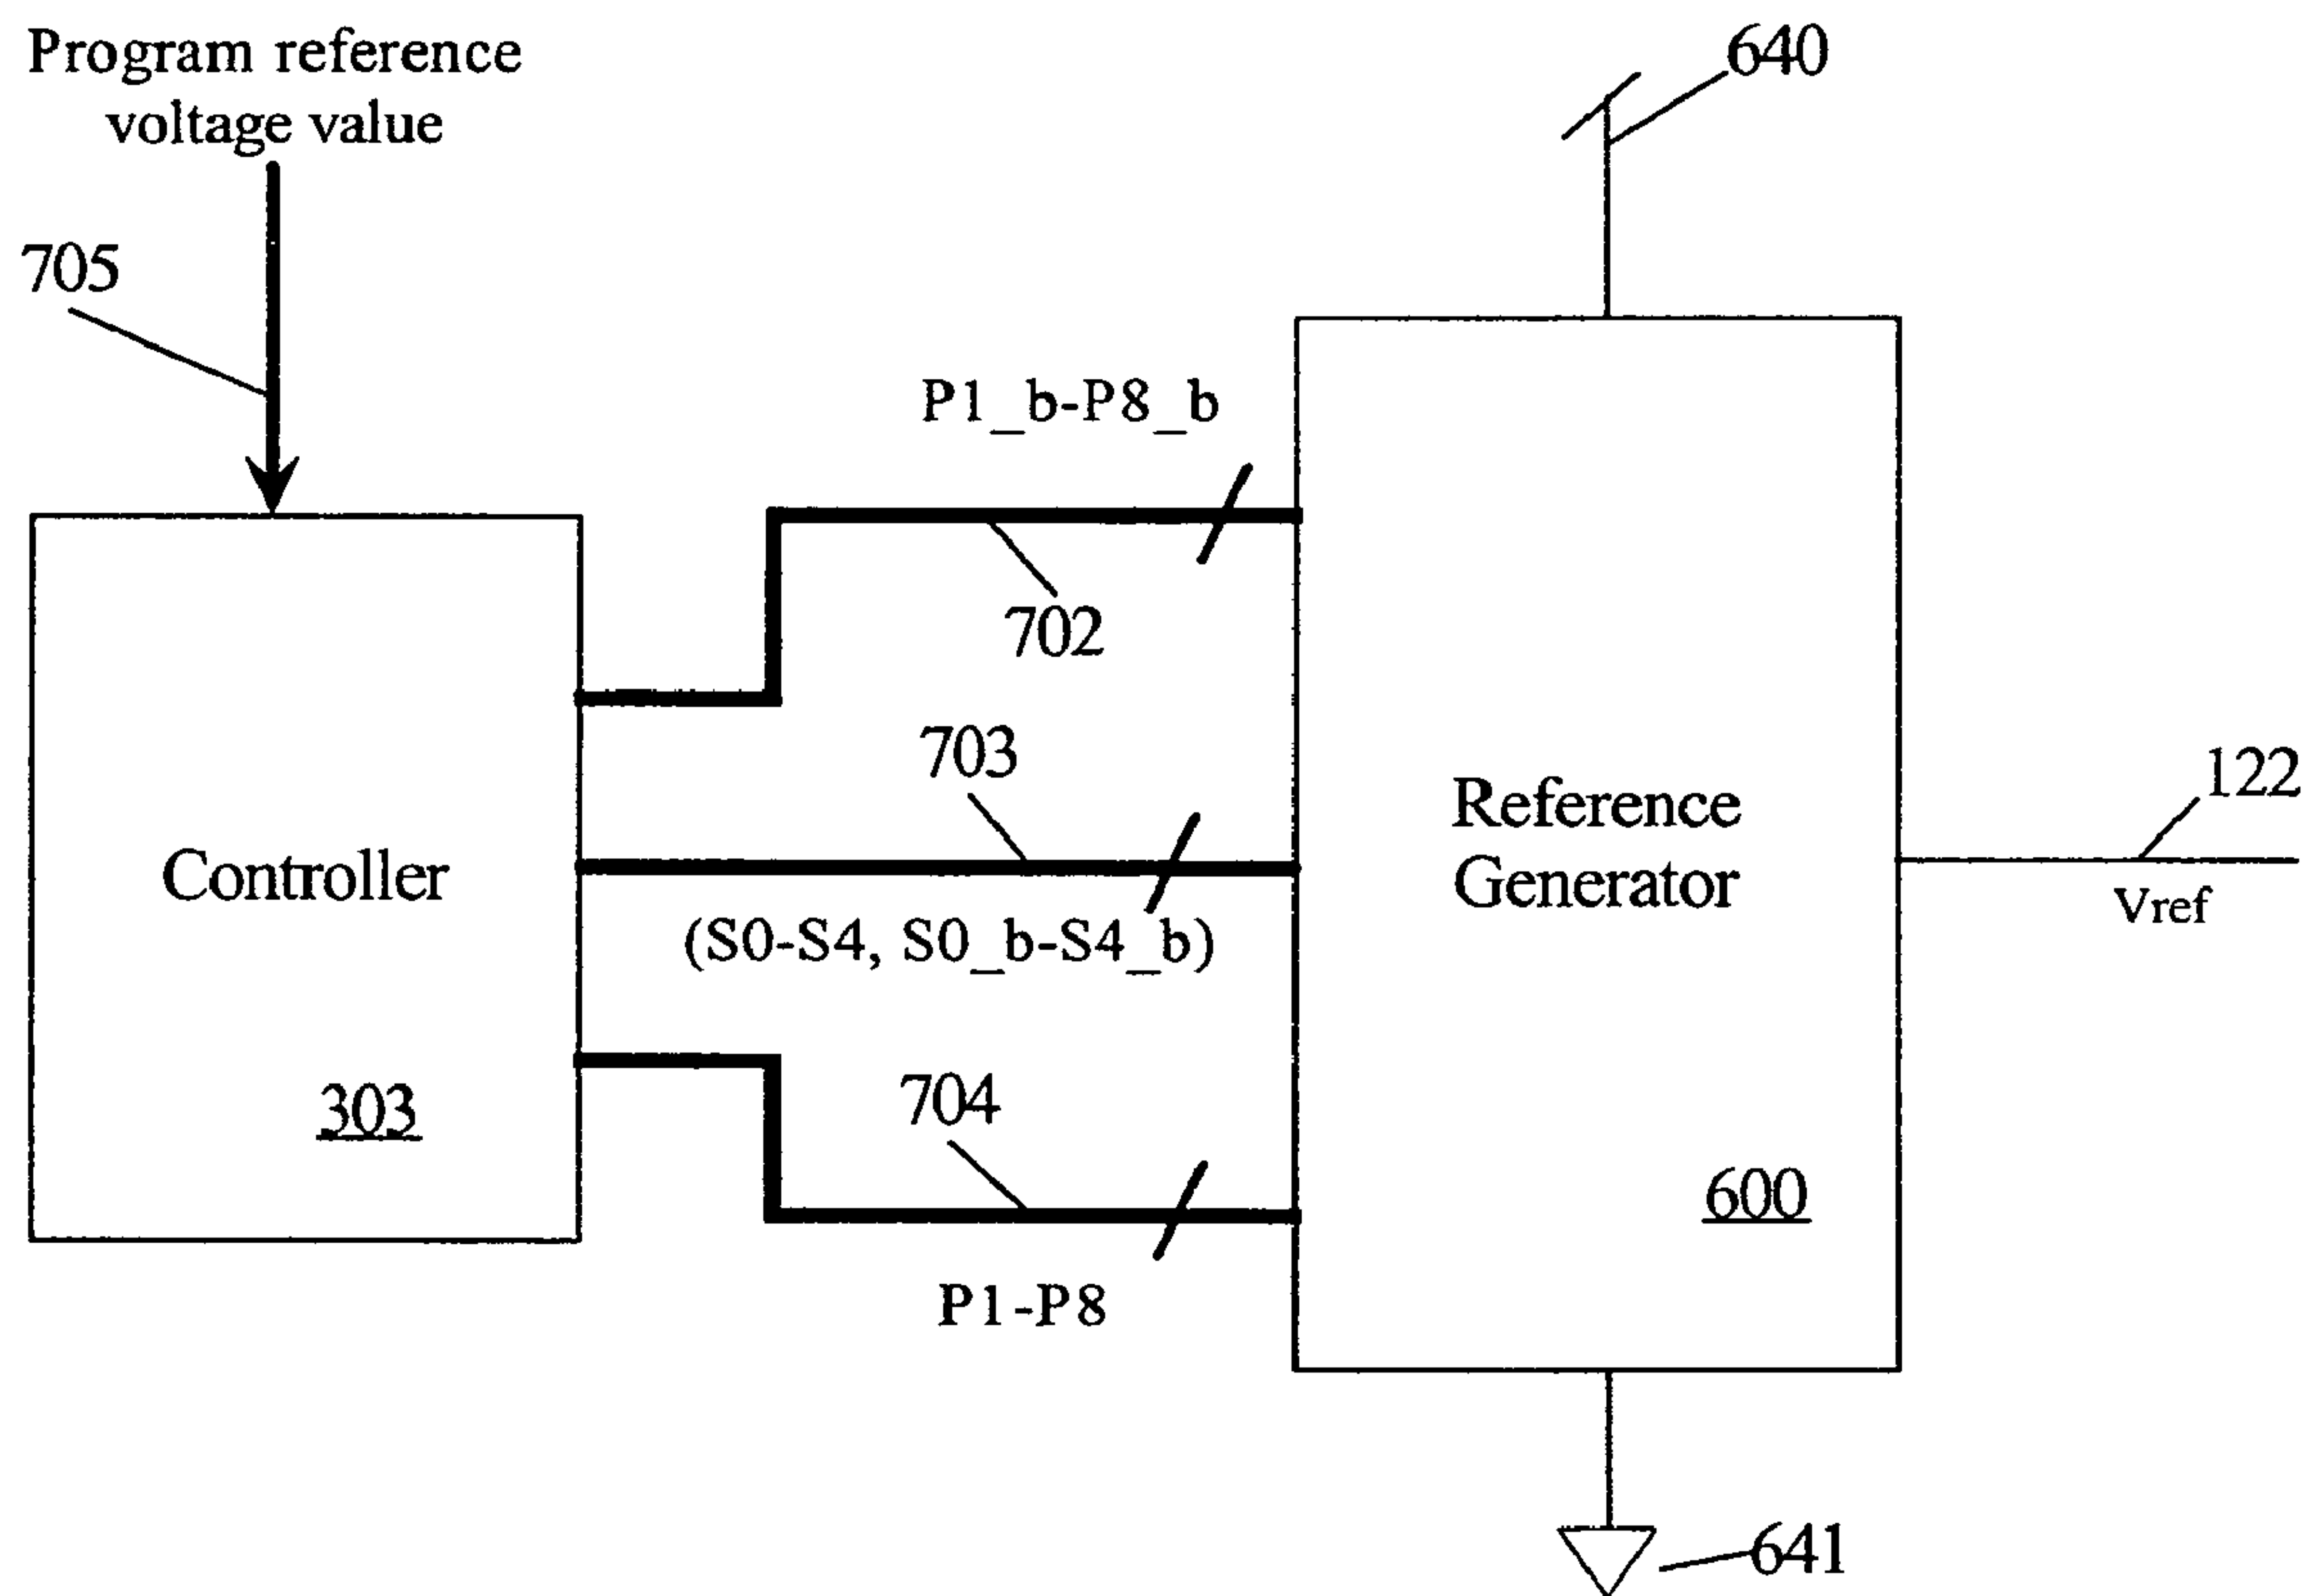 Program reference
voltage value
640
705
P1_b-P8_b
702
703
122
Reference
Generator
Controller
Vref
(S0-S4, S0_b-S4_b)
704
303
600
P1-P8
641